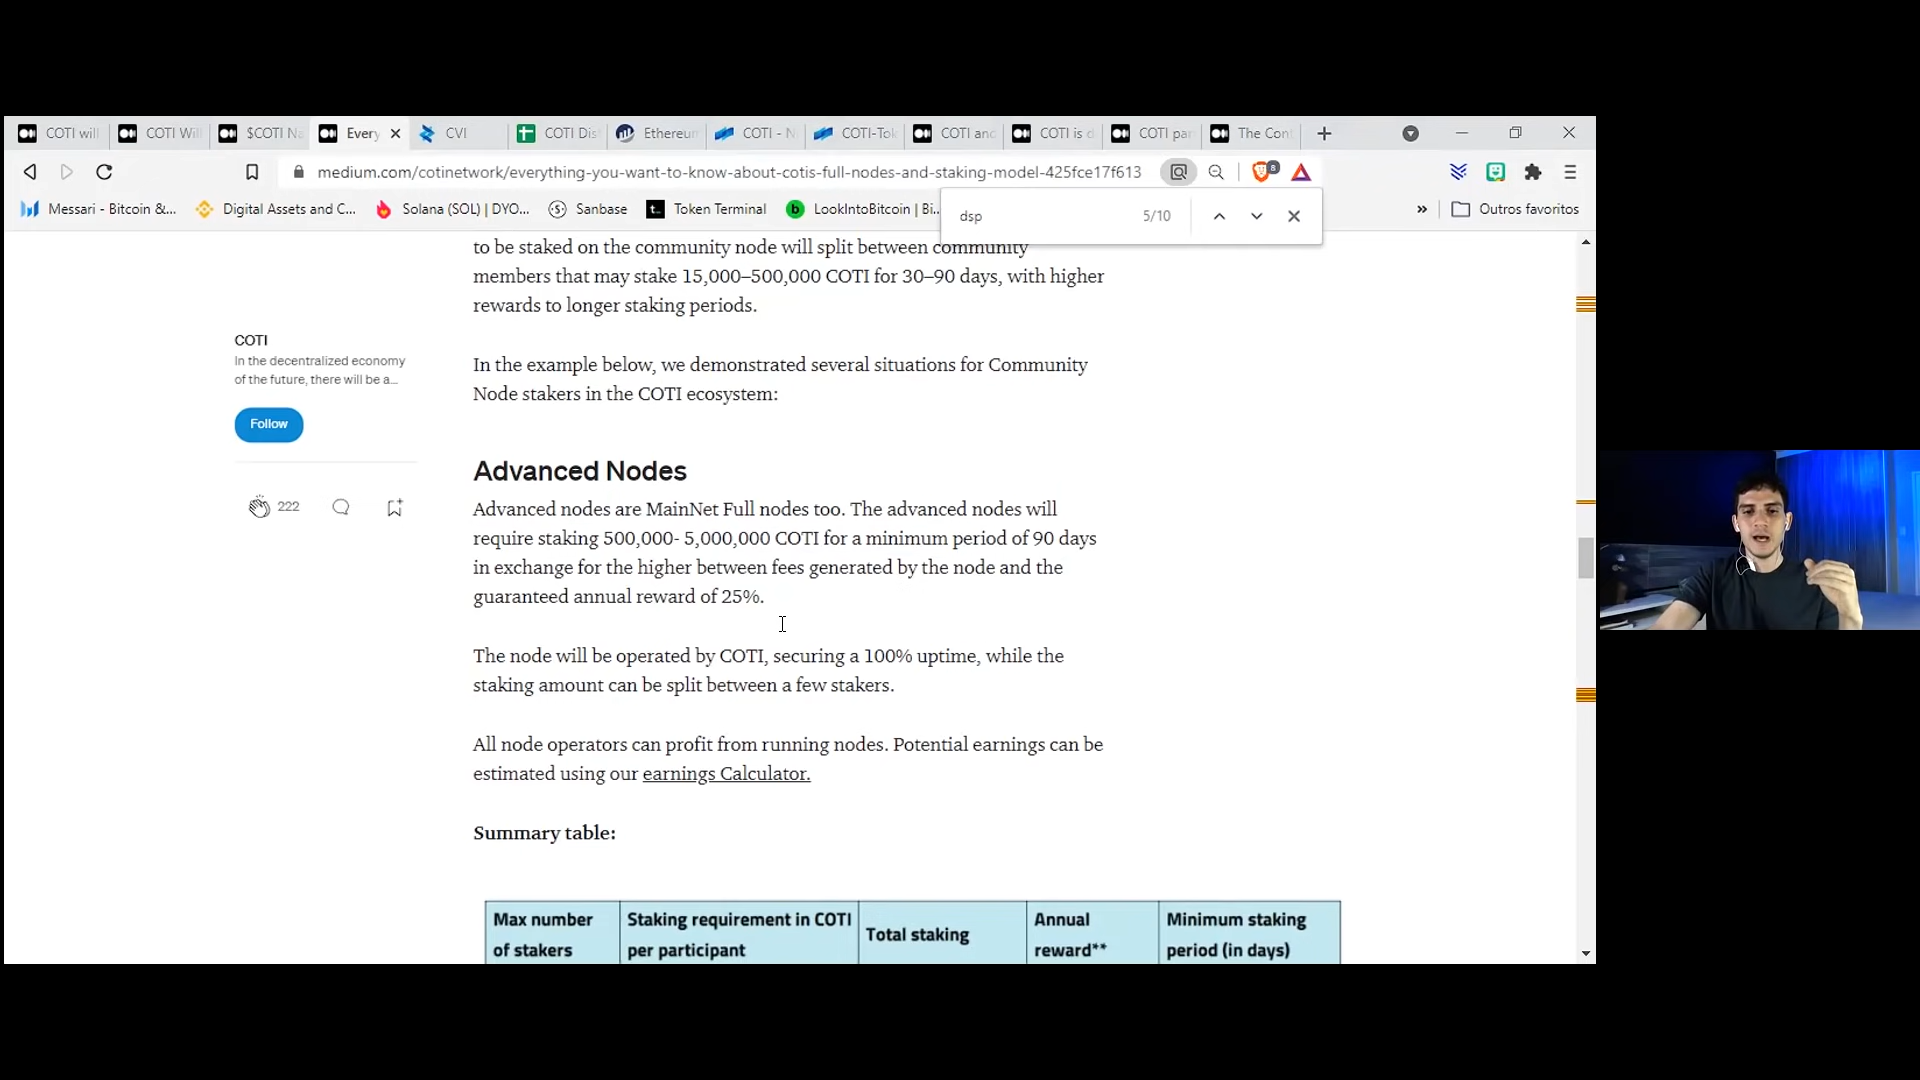 COTI will
COTI Wil
$COTI Na
Every
CVI
COTI Dis
Ethereum
COTI - N
COTI-Tok
COTI and
COTI is d
COTI par
The Cont
medium.com/cotinetwork/everything-you-want-to-know-about-cotis-full-nodes-and-staking-model-425fce17f613
8
Messari - Bitcoin &...
Digital Assets and C...
Solana (SOL) | DYO...
Sanbase
t.
Token Terminal
LookIntoBitcoin | Bi...
»
Outros favoritos
dsp
5/10
to be staked on the community node will split between community
members that may stake 15,000–500,000 COTI for 30–90 days, with higher
rewards to longer staking periods.
COTI
In the decentralized economy
of the future, there will be a...
Follow
222
In the example below, we demonstrated several situations for Community
Node stakers in the COTI ecosystem:
Advanced Nodes
Advanced nodes are MainNet Full nodes too. The advanced nodes will
require staking 500,000- 5,000,000 COTI for a minimum period of 90 days
in exchange for the higher between fees generated by the node and the
guaranteed annual reward of 25%.
The node will be operated by COTI, securing a 100% uptime, while the
staking amount can be split between a few stakers.
All node operators can profit from running nodes. Potential earnings can be
estimated using our earnings Calculator.
Summary table:
Max number
of stakers
Staking requirement in COTI
per participant
Total staking
Annual
reward**
Minimum staking
period (in days)